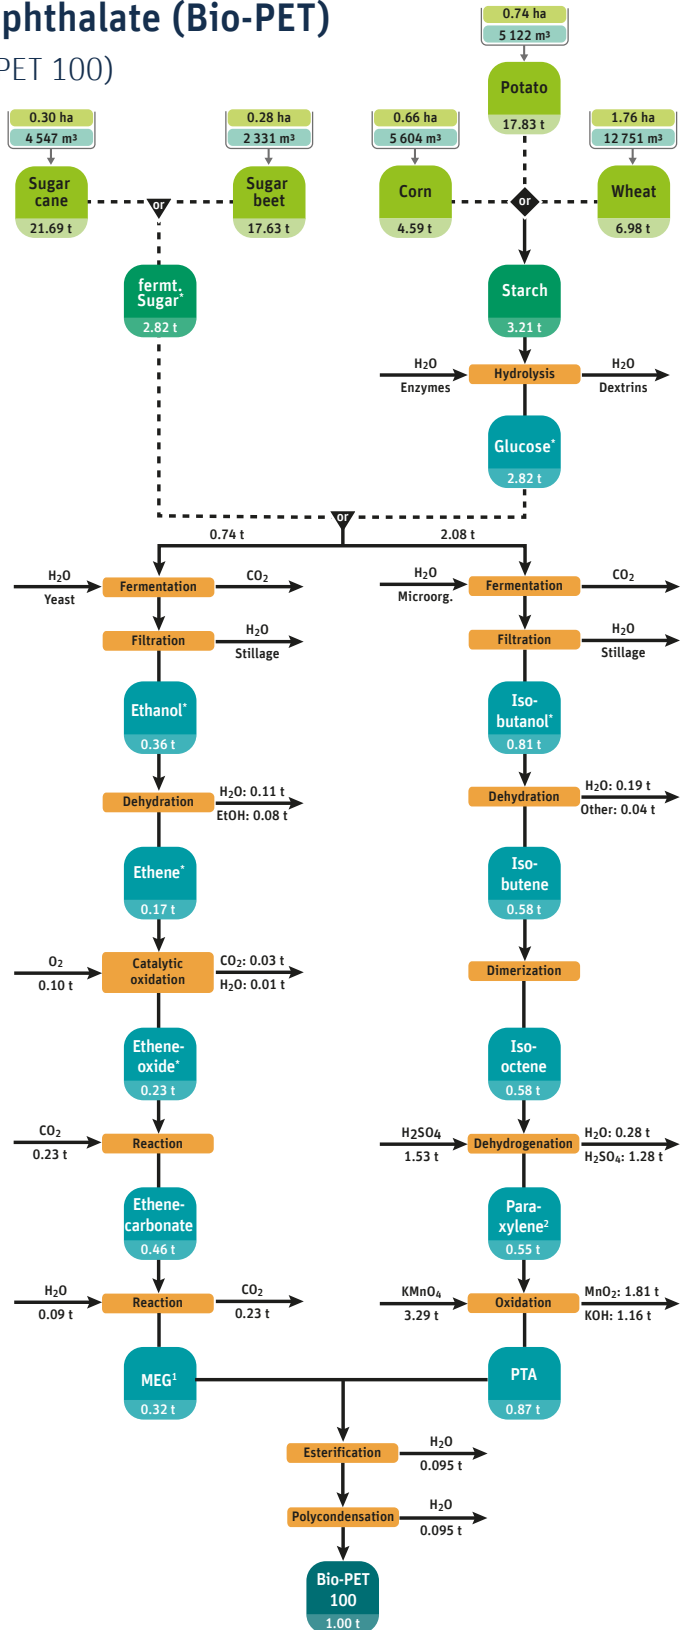 phthalate (Bio-PET)
PET 100)
0.74 ha
5 122 m³
Potato
17.83 t
0.30 ha
4 547 m³
Sugar
cane
21.69 t
or
0.28 ha
2 331 m³
Sugar
beet
17.63 t
0.66 ha
5 604 m³
Corn
4.59 t
or
1.76 ha
12 751 m³
Wheat
6.98 t
fermt.
Sugar*
2.82 t
Starch
3.21 t
H₂O
Enzymes
Hydrolysis
H₂O
Dextrins
Glucose*
2.82 t
or
0.74 t
2.08 t
H₂O
Yeast
Fermentation
CO₂
Filtration
H₂O
Stillage
Ethanol*
0.36 t
Dehydration
H₂O: 0.11 t
EtOH: 0.08 t
Ethene*
0.17 t
O₂
0.10 t
Catalytic
oxidation
CO₂: 0.03 t
H₂O: 0.01 t
Ethene-
oxide*
0.23 t
CO₂
0.23 t
Reaction
Ethene-
carbonate
0.46 t
H₂O
0.09 t
Reaction
CO₂
0.23 t
MEG¹
0.32 t
H₂O
Microorg.
Fermentation
CO₂
Filtration
H₂O
Stillage
Iso-
butanol*
0.81 t
Dehydration
H₂O: 0.19 t
Other: 0.04 t
Iso-
butene
0.58 t
Dimerization
Iso-
octene
0.58 t
H₂SO₄
1.53 t
Dehydrogenation
H₂O: 0.28 t
H₂SO₄: 1.28 t
Para-
xylene²
0.55 t
KMnO₄
3.29 t
Oxidation
MnO₂: 1.81 t
KOH: 1.16 t
PTA
0.87 t
Esterification
H₂O
0.095 t
Polycondensation
H₂O
0.095 t
Bio-PET
100
1.00 t